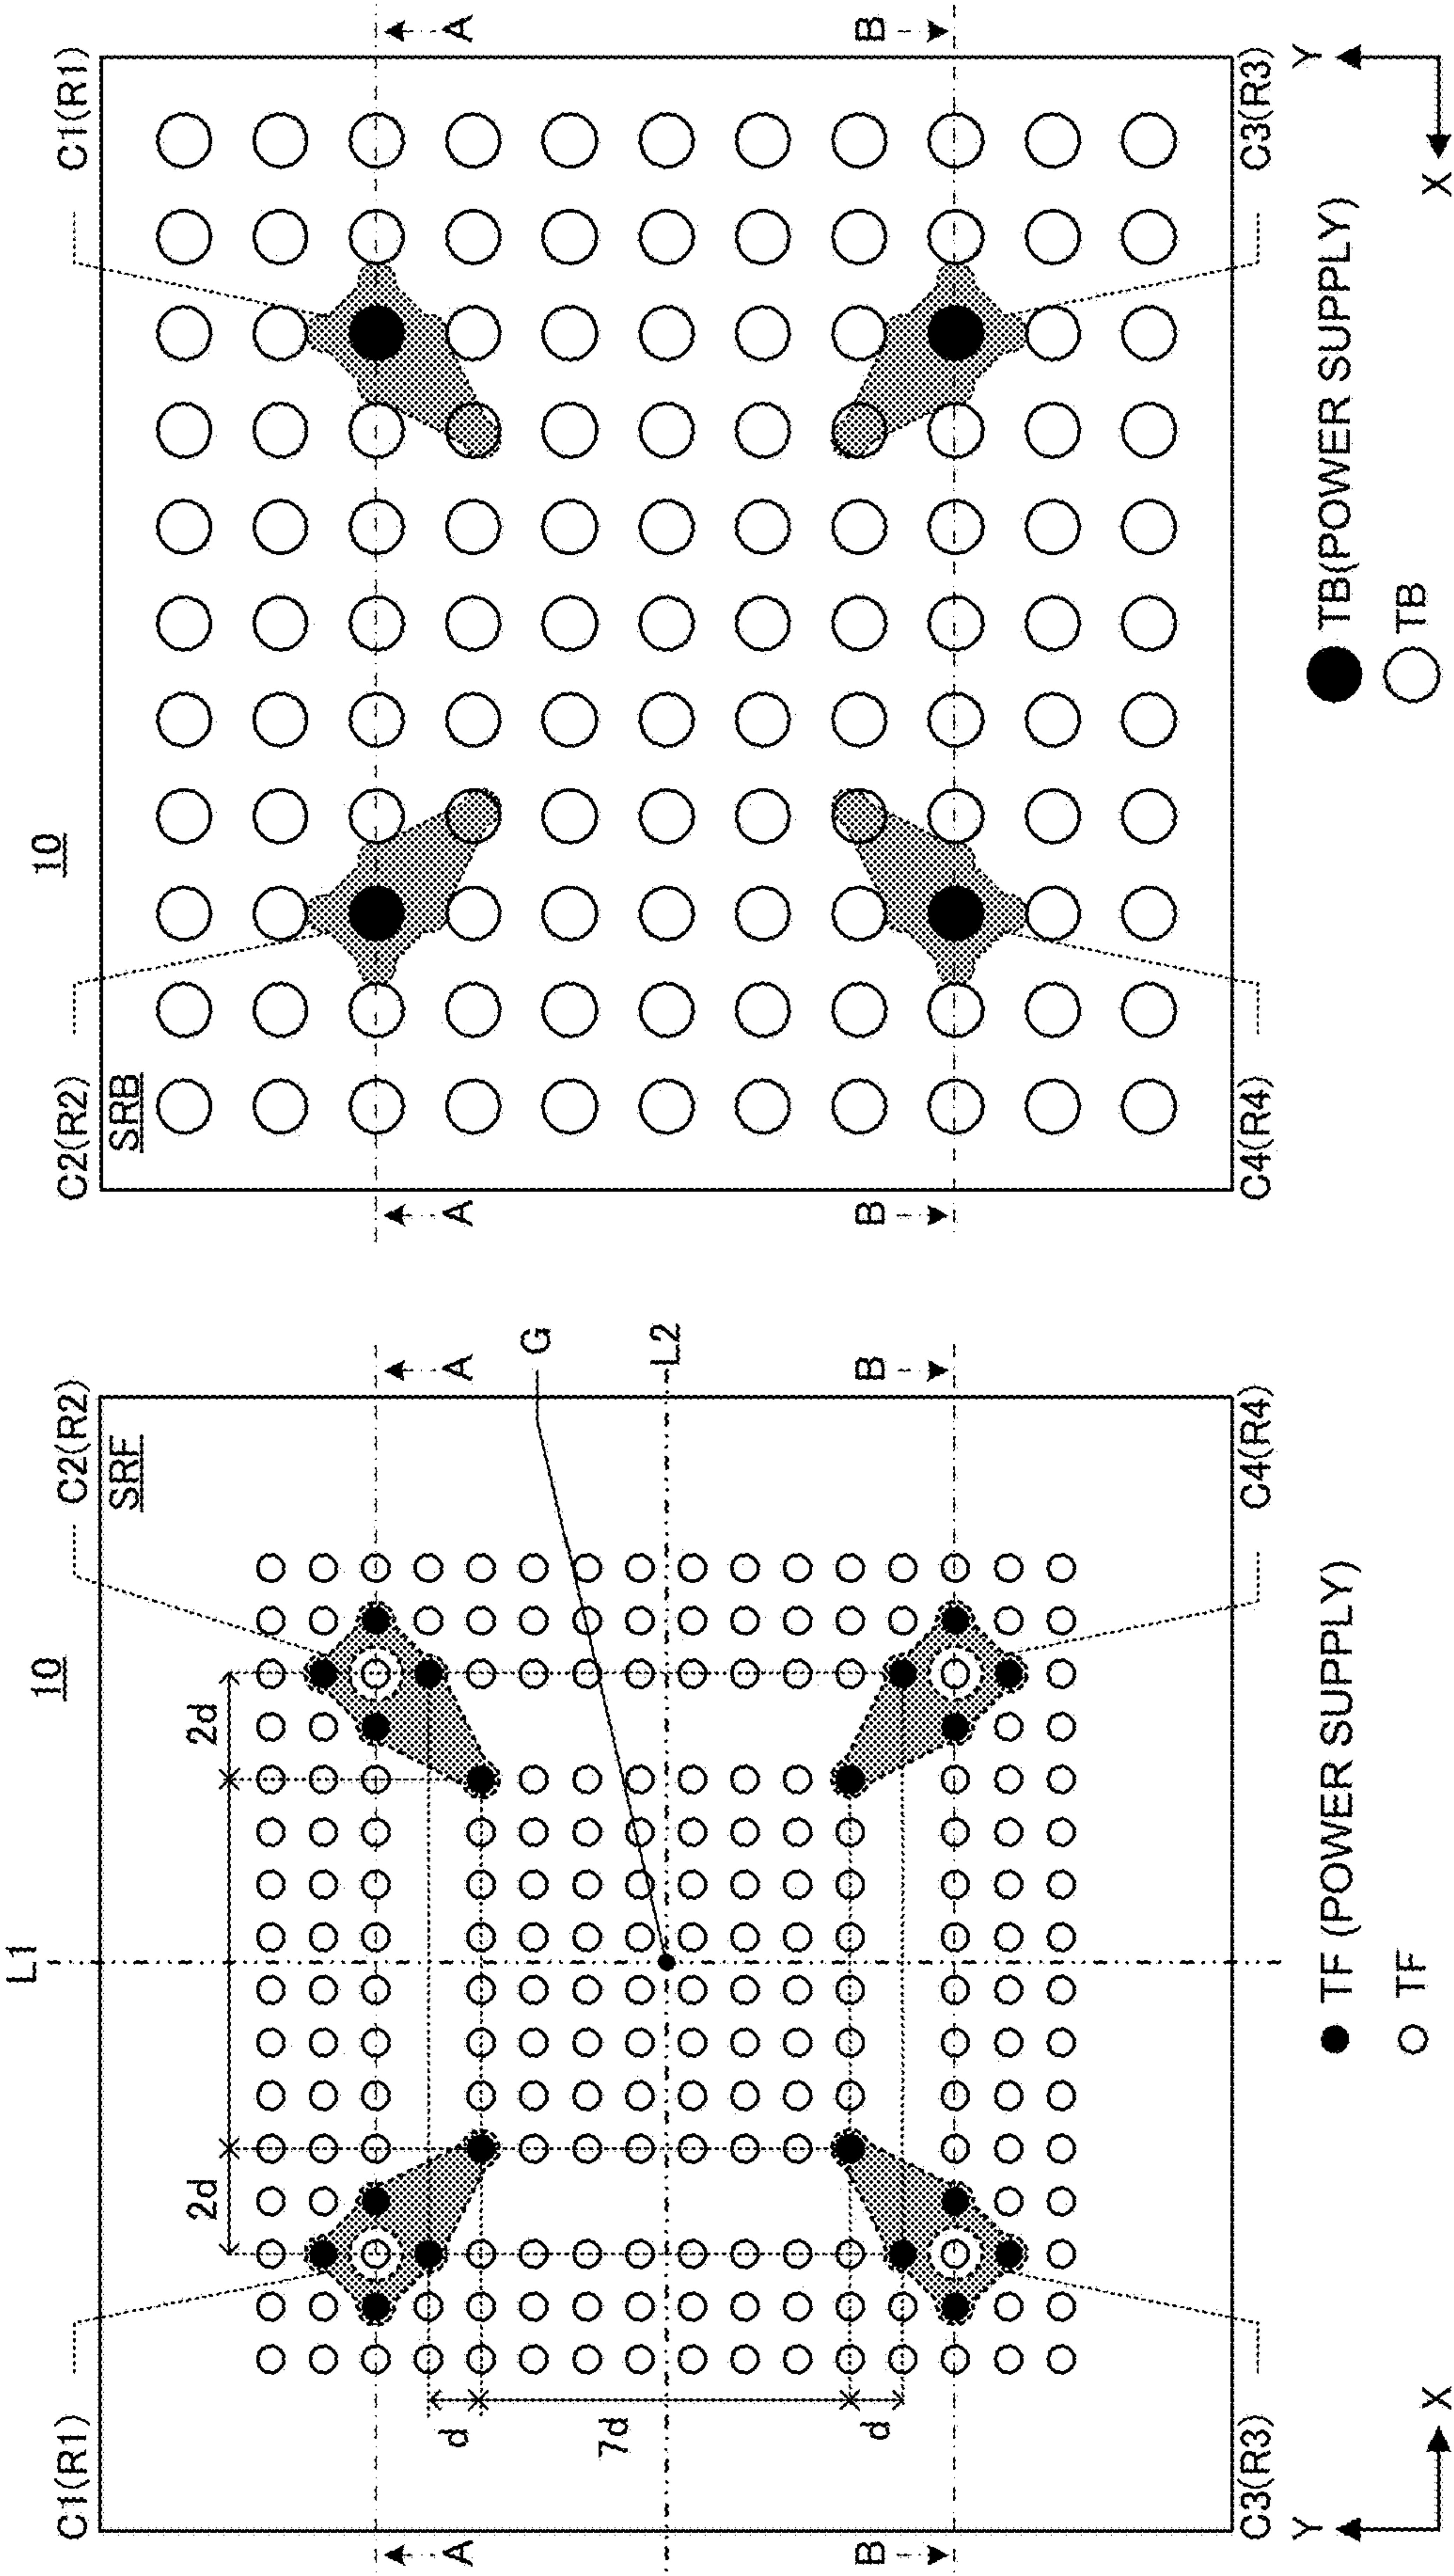 10
L1
C1(R1)
C2(R2)
SRF
2d
2d
A
A
G
d
7d
L2
d
B
B
C3(R3)
C4(R4)
Y
X
TF (POWER SUPPLY)
TF
10
C2(R2)
C1(R1)
SRB
A
A
B
B
C4(R4)
C3(R3)
TB(POWER SUPPLY)
TB
Y
X